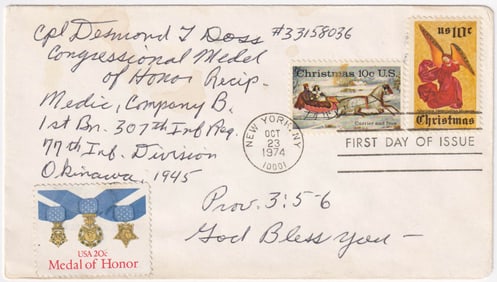 Cpl Desmond T Doss #33158036
Congressional Medel
of Honor Recip.
Medic, Company B.
1st Bn. 307th Inf Reg.
77th Inf. Division
Okinawa, 1945
Christmas 10c U.S.
Currier and Ives
US 10c
Christmas
NEW YORK, NY
OCT
23
1974
10001
FIRST DAY OF ISSUE
USA 20c
Medal of Honor
Prov. 3:5-6
God Bless You-